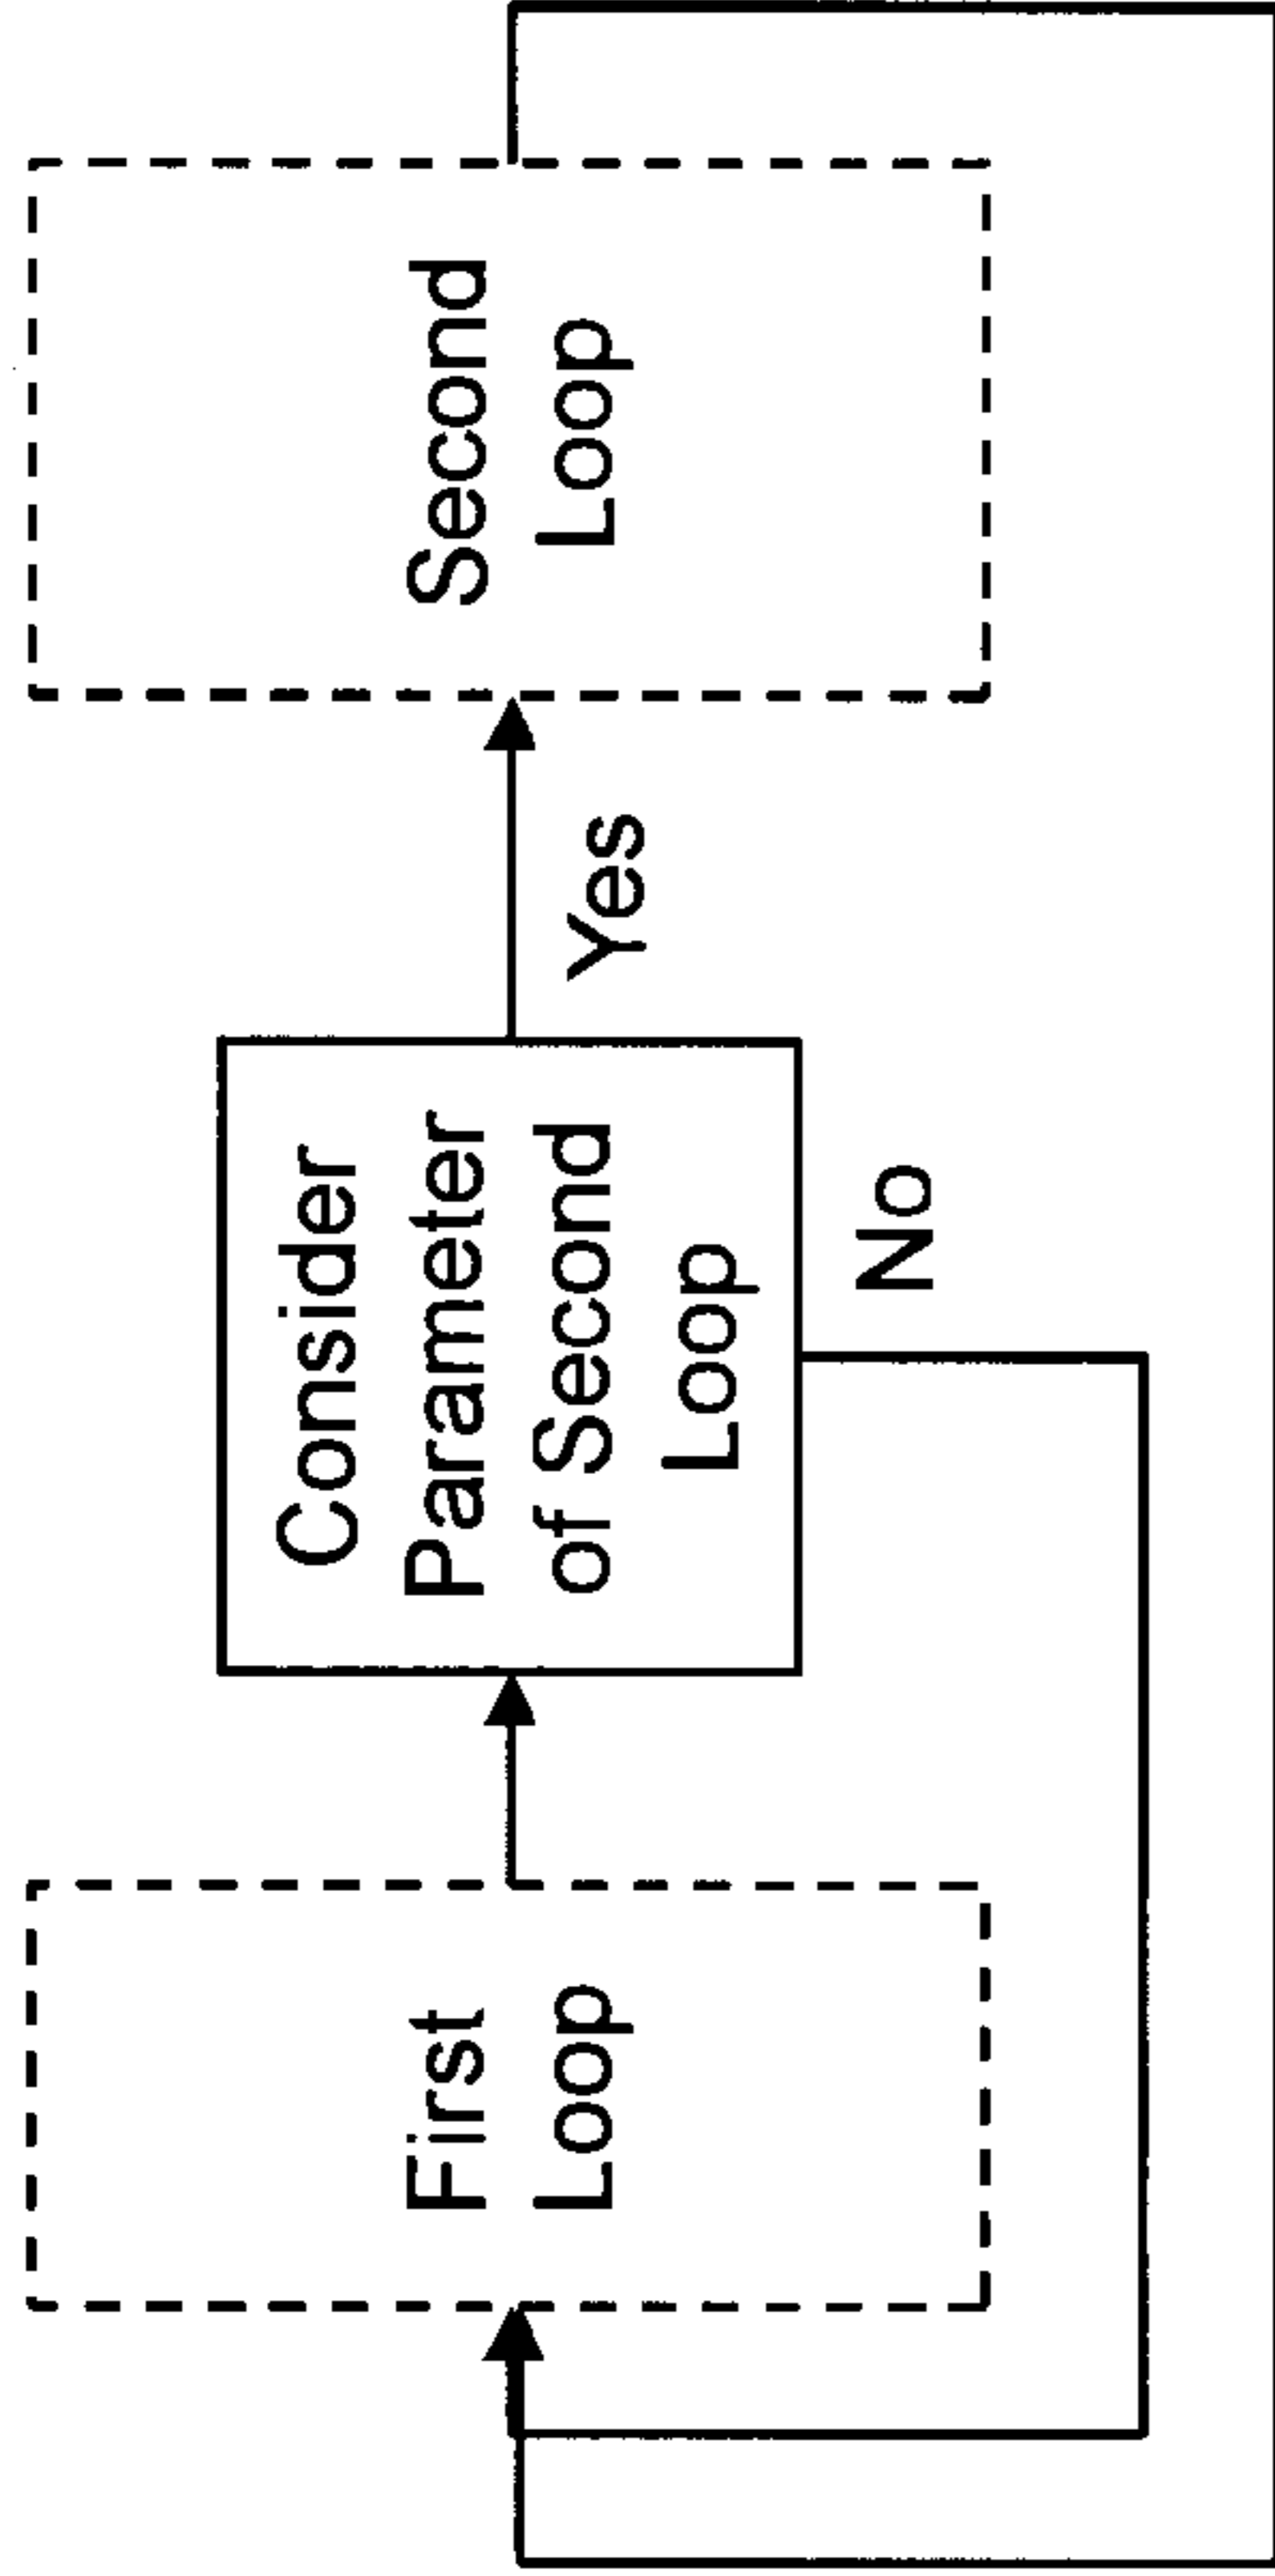 First
Loop
Consider
Parameter
of Second
Loop
Yes
No
Second
Loop